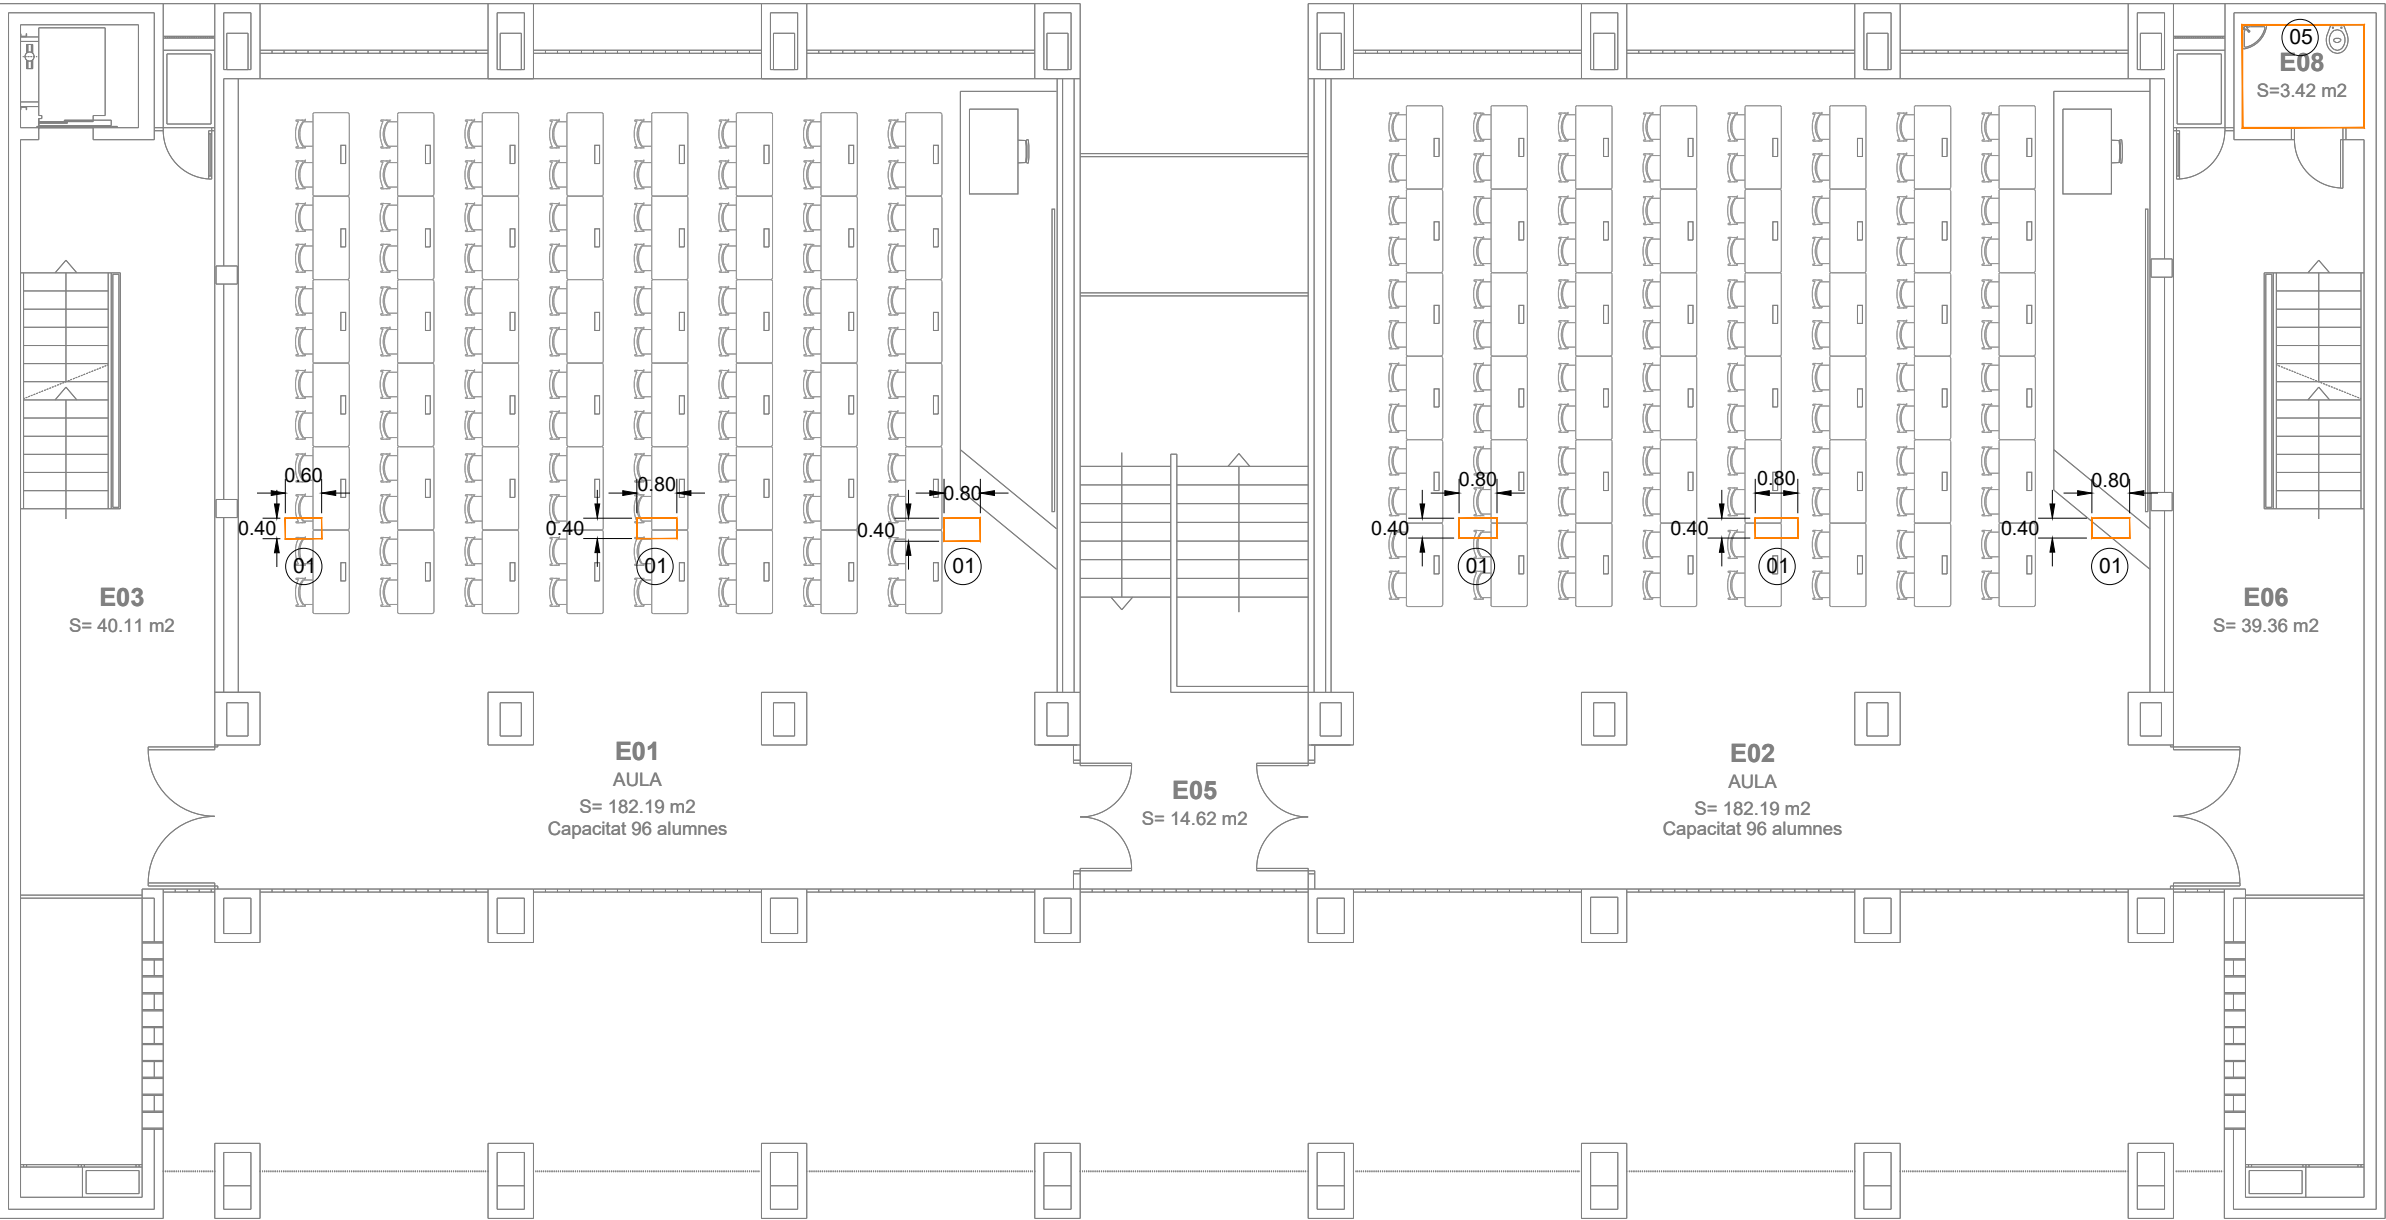 05
E08
S=3.42 m2
0.60
0.80
0.80
0.80
0.80
0.80
0.40
0.40
0.40
0.40
0.40
0.40
01
01
01
01
01
01
E03
S= 40.11 m2
E06
S= 39.36 m2
E01
AULA
S= 182.19 m2
Capacitat 96 alumnes
E05
S= 14.62 m2
E02
AULA
S= 182.19 m2
Capacitat 96 alumnes